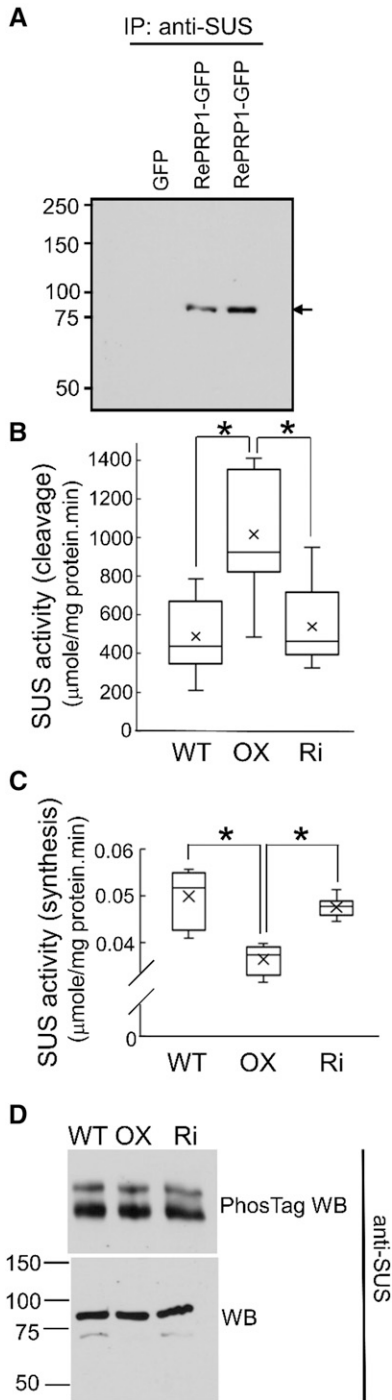 A
IP: anti-SUS
GFP
RePRP1-GFP
RePRP1-GFP
250
150
100
75
50
B
SUS activity (cleavage)
(μmole/mg protein.min)
1400
1200
1000
800
600
400
200
0
*
*
WT OX Ri
C
SUS activity (synthesis)
(μmole/mg protein.min)
0.06
0.05
0.04
0
*
*
WT OX Ri
D
WT OX Ri
PhosTag WB
150
100
75
50
WB
anti-SUS